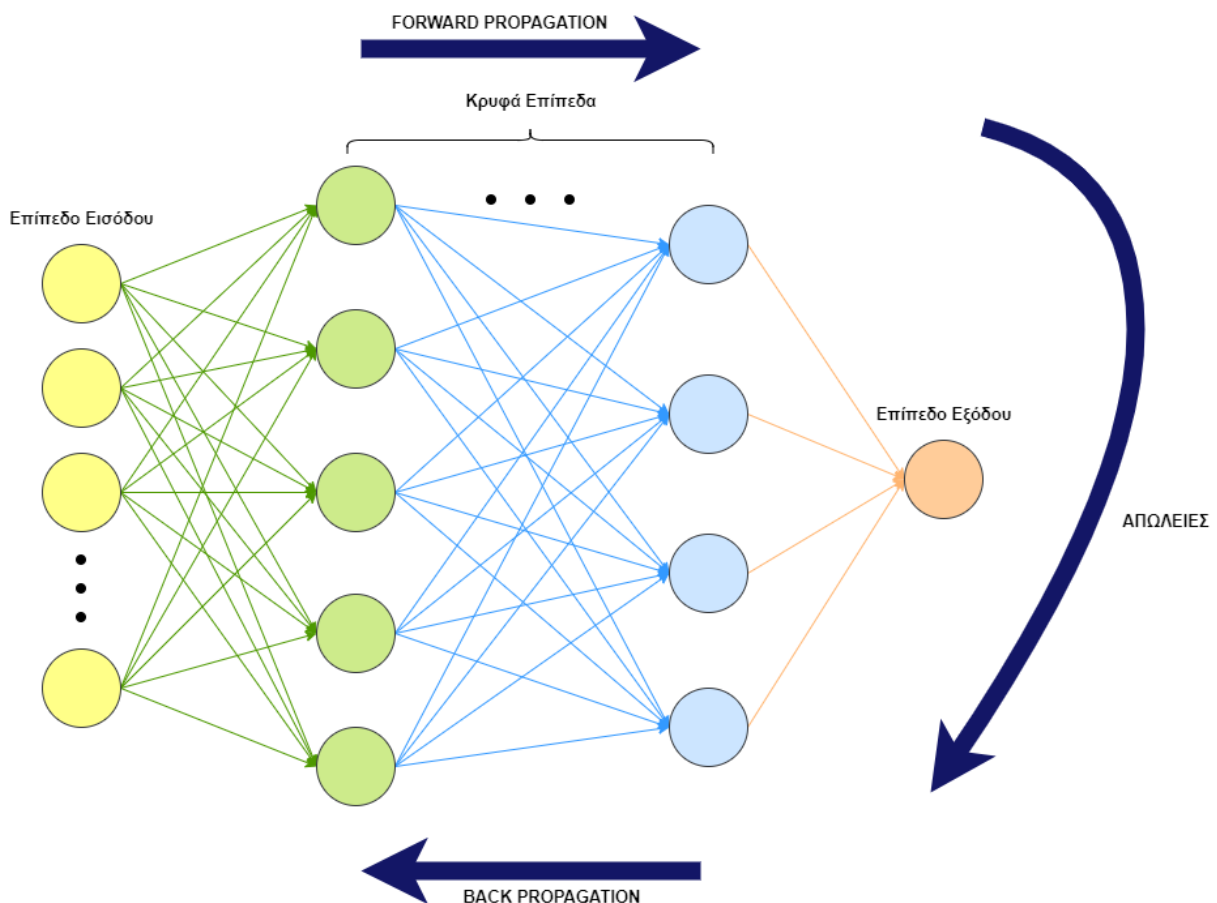 FORWARD PROPAGATION
Κρυφά Επίπεδα
Επίπεδο Εισόδου
Επίπεδο Εξόδου
ΑΠΩΛΕΙΕΣ
BACK PROPAGATION